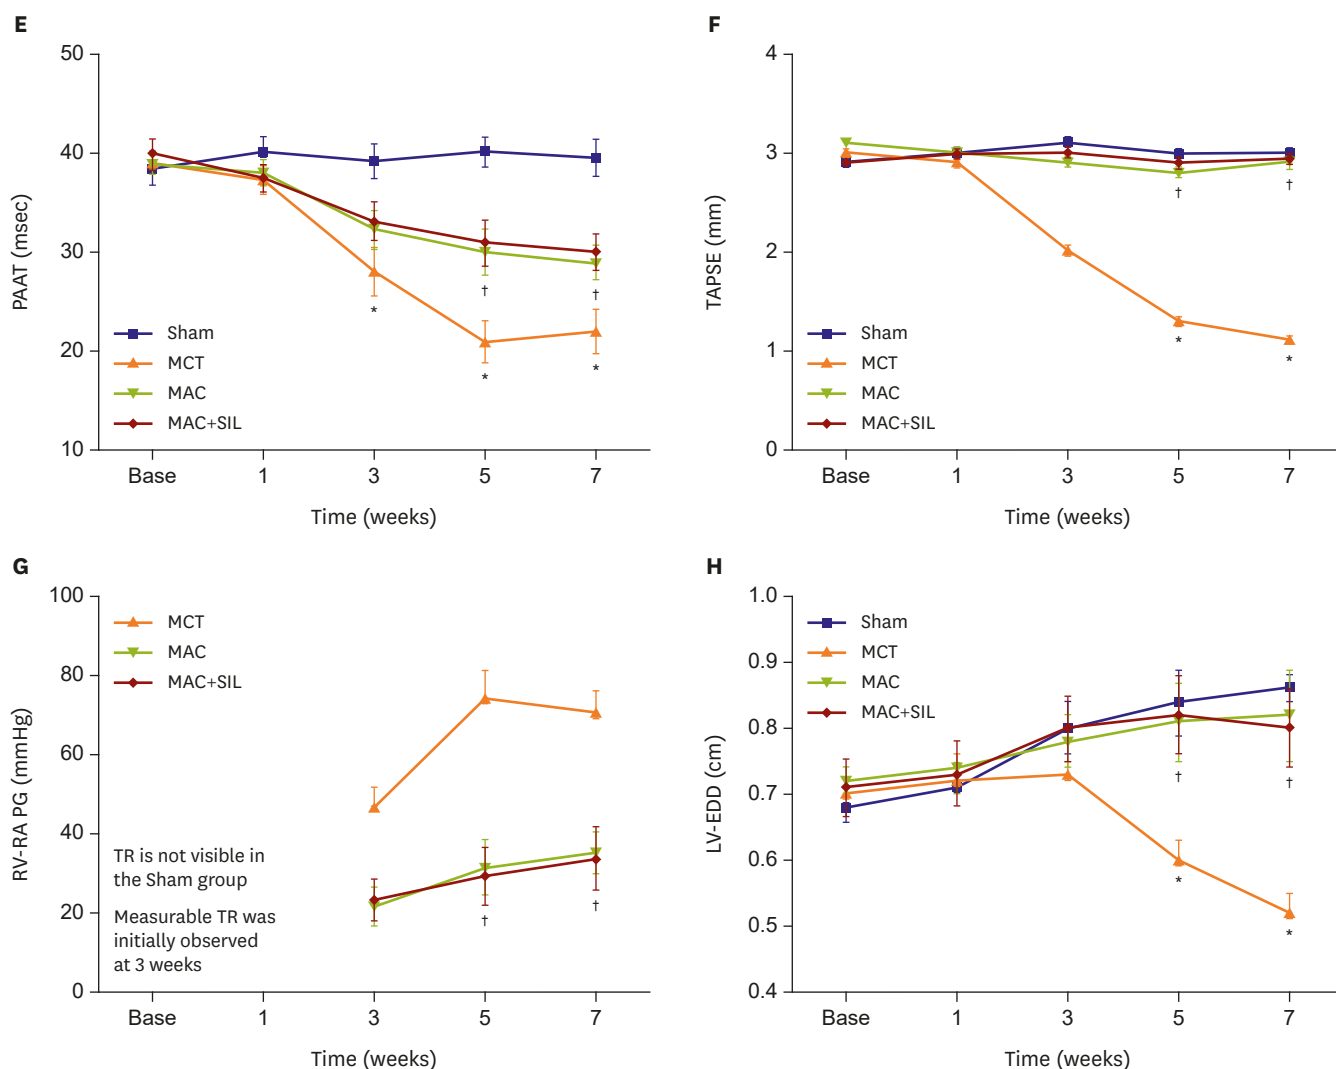 E
50
40
30
20
10
PAAT (msec)
Sham
MCT
MAC
MAC+SIL
*
*
*
†
†
Base 1 3 5 7
Time (weeks)
F
4
3
2
1
0
TAPSE (mm)
Sham
MCT
MAC
MAC+SIL
†
†
*
*
Base 1 3 5 7
Time (weeks)
G
100
80
60
40
20
0
RV-RA PG (mmHg)
MCT
MAC
MAC+SIL
TR is not visible in
the Sham group
Measurable TR was
initially observed
at 3 weeks
†
†
Base 1 3 5 7
Time (weeks)
H
1.0
0.9
0.8
0.7
0.6
0.5
0.4
LV-EDD (cm)
Sham
MCT
MAC
MAC+SIL
†
†
*
*
Base 1 3 5 7
Time (weeks)